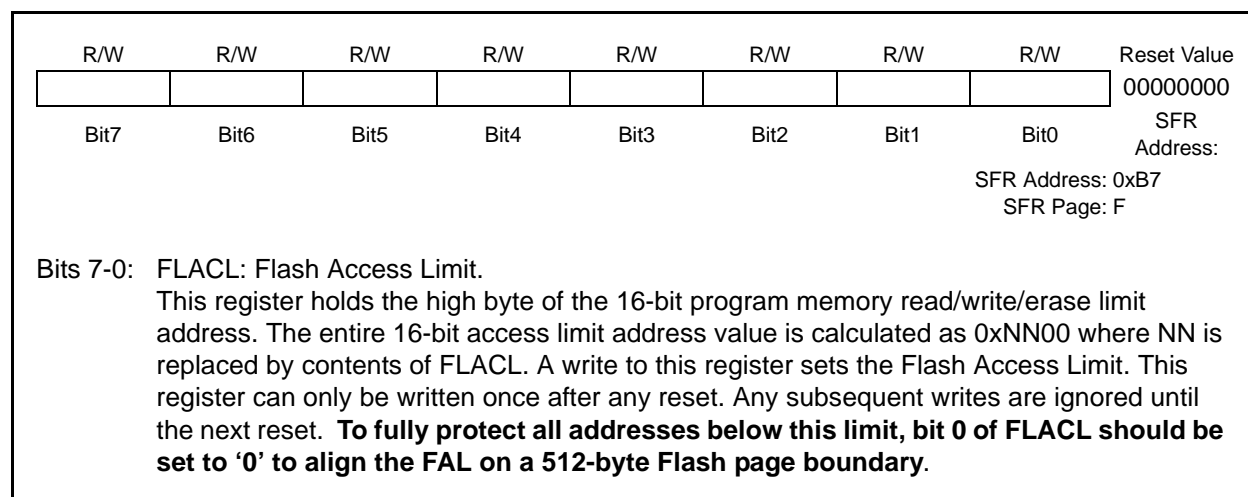 R/W R/W R/W R/W R/W R/W R/W R/W Reset Value
00000000
Bit7 Bit6 Bit5 Bit4 Bit3 Bit2 Bit1 Bit0 SFR
Address:
SFR Address: 0xB7
SFR Page: F
Bits 7-0: FLACL: Flash Access Limit.
This register holds the high byte of the 16-bit program memory read/write/erase limit
address. The entire 16-bit access limit address value is calculated as 0xNN00 where NN is
replaced by contents of FLACL. A write to this register sets the Flash Access Limit. This
register can only be written once after any reset. Any subsequent writes are ignored until
the next reset. To fully protect all addresses below this limit, bit 0 of FLACL should be
set to ‘0’ to align the FAL on a 512-byte Flash page boundary.